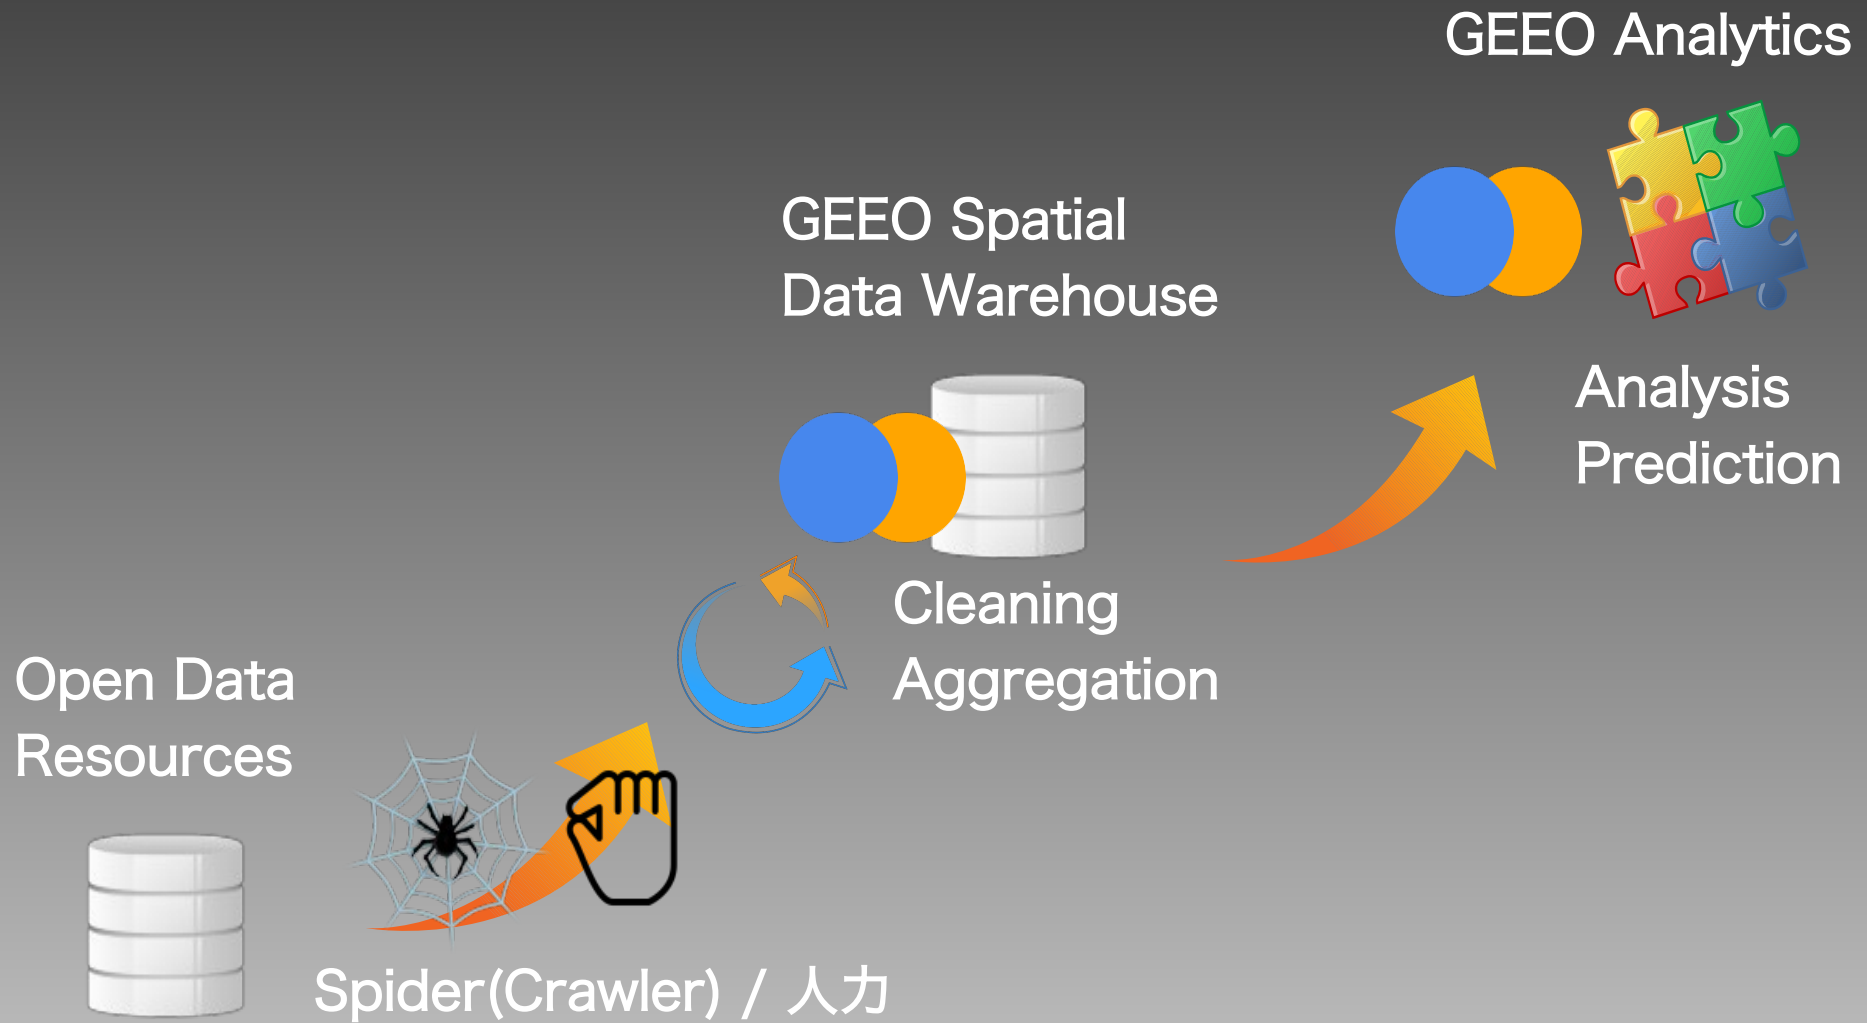 GEEO Analytics
GEEO Spatial
Data Warehouse
Analysis
Prediction
Cleaning
Aggregation
Open Data
Resources
Spider(Crawler) / 人力